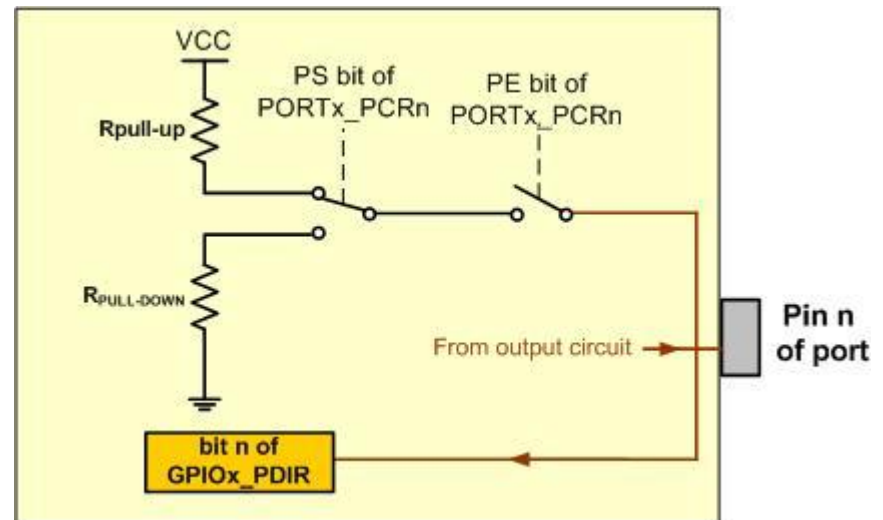 VCC
PS bit of
PORTx_PCRn
PE bit of
PORTx_PCRn
Rpull-up
RPULL-DOWN
From output circuit
Pin n
of port
bit n of
GPIOx_PDIR